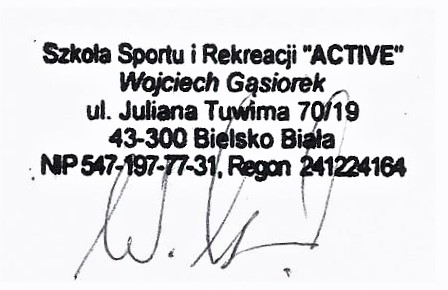 Szkoła Sportu i Rekreacji "ACTIVE"
Wojciech Gąsiorek
ul. Juliana Tuwima 70/19
43-300 Bielsko Biała
NIP 547-197-77-31, Regon 241224164
W.